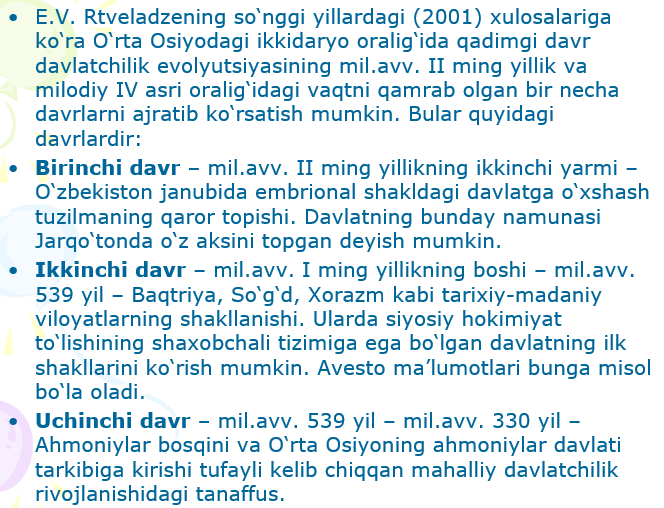 • E.V. Rtveladzening so‘nggi yillardagi (2001) xulosalariga
ko‘ra O‘rta Osiyodagi ikkidaryo oralig‘ida qadimgi davr
davlatchilik evolyutsiyasining mil.avv. II ming yillik va
milodiy IV asri oralig‘idagi vaqtni qamrab olgan bir necha
davrlarni ajratib ko‘rsatish mumkin. Bular quyidagi
davrlardir:
• Birinchi davr – mil.avv. II ming yillikning ikkinchi yarmi –
O‘zbekiston janubida embrional shakldagi davlatga o‘xshash
tuzilmaning qaror topishi. Davlatning bunday namunasi
Jarqo‘tonda o‘z aksini topgan deyish mumkin.
• Ikkinchi davr – mil.avv. I ming yillikning boshi – mil.avv.
539 yil – Baqtriya, So‘g‘d, Xorazm kabi tarixiy-madaniy
viloyatlarning shakllanishi. Ularda siyosiy hokimiyat
to‘lishining shaxobchali tizimiga ega bo‘lgan davlatning ilk
shakllarini ko‘rish mumkin. Avesto ma’lumotlari bunga misol
bo‘la oladi.
• Uchinchi davr – mil.avv. 539 yil – mil.avv. 330 yil –
Ahmoniylar bosqini va O‘rta Osiyoning ahmoniylar davlati
tarkibiga kirishi tufayli kelib chiqqan mahalliy davlatchilik
rivojlanishidagi tanaffus.